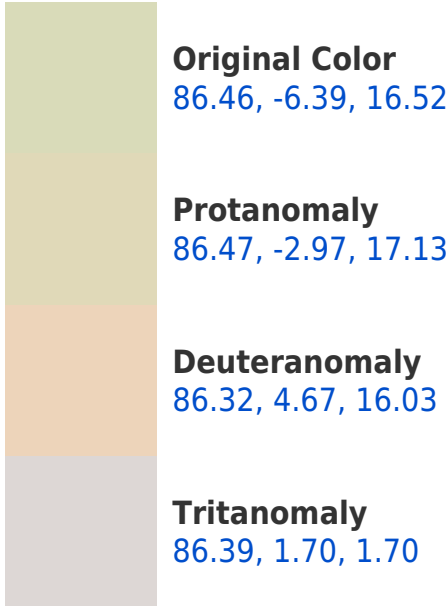 Original Color
86.46, -6.39, 16.52
Protanomaly
86.47, -2.97, 17.13
Deuteranomaly
86.32, 4.67, 16.03
Tritanomaly
86.39, 1.70, 1.70